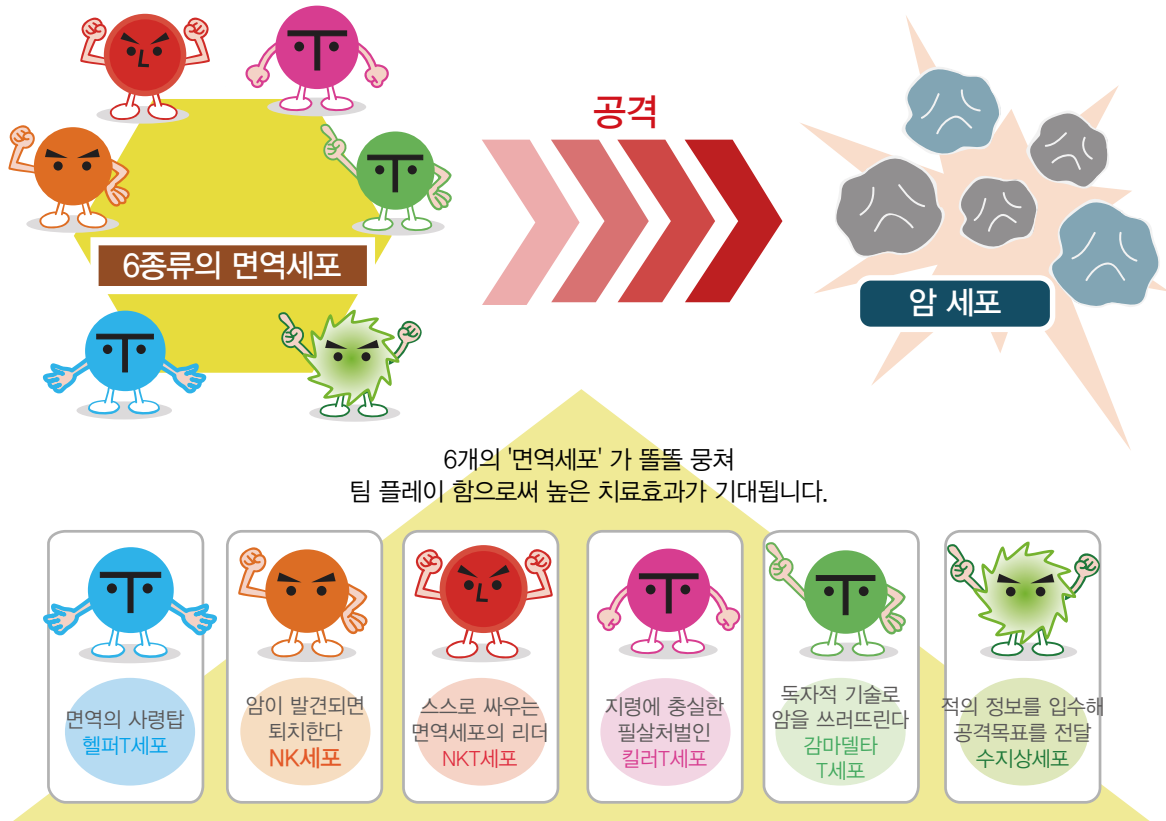 공격
6종류의 면역세포
암 세포
6개의 '면역세포' 가 똘똘 뭉쳐
팀 플레이 함으로써 높은 치료효과가 기대됩니다.
면역의 사령탑
헬퍼T세포
암이 발견되면
퇴치한다
NK세포
스스로 싸우는
면역세포의 리더
NKT세포
지령에 충실한
필살처벌인
킬러T세포
독자적 기술로
암을 쓰러뜨린다
감마델타
T세포
적의 정보를 입수해
공격목표를 전달
수지상세포